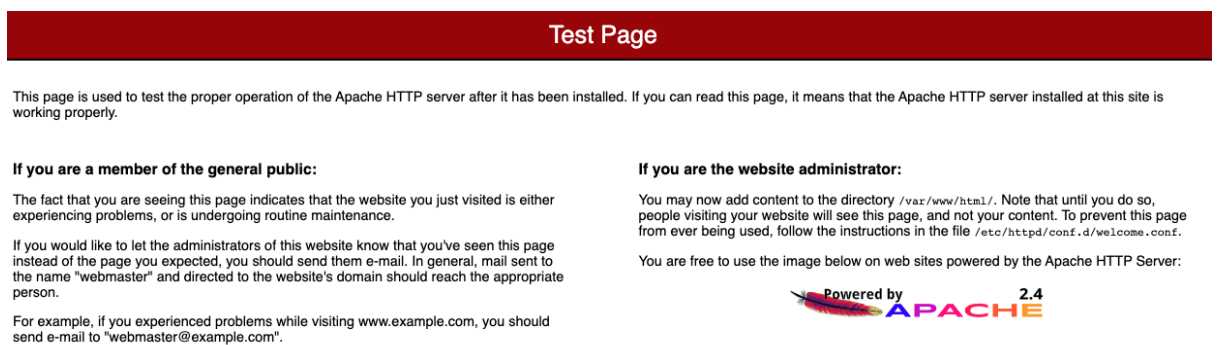 Test Page
This page is used to test the proper operation of the Apache HTTP server after it has been installed. If you can read this page, it means that the Apache HTTP server installed at this site is
working properly.
If you are a member of the general public:
The fact that you are seeing this page indicates that the website you just visited is either
experiencing problems, or is undergoing routine maintenance.
If you would like to let the administrators of this website know that you've seen this page
instead of the page you expected, you should send them e-mail. In general, mail sent to
the name "webmaster" and directed to the website's domain should reach the appropriate
person.
For example, if you experienced problems while visiting www.example.com, you should
send e-mail to "webmaster@example.com".
If you are the website administrator:
You may now add content to the directory /var/www/html/. Note that until you do so,
people visiting your website will see this page, and not your content. To prevent this page
from ever being used, follow the instructions in the file /etc/httpd/conf.d/welcome.conf.
You are free to use the image below on web sites powered by the Apache HTTP Server:
Powered by 2.4
APACHE